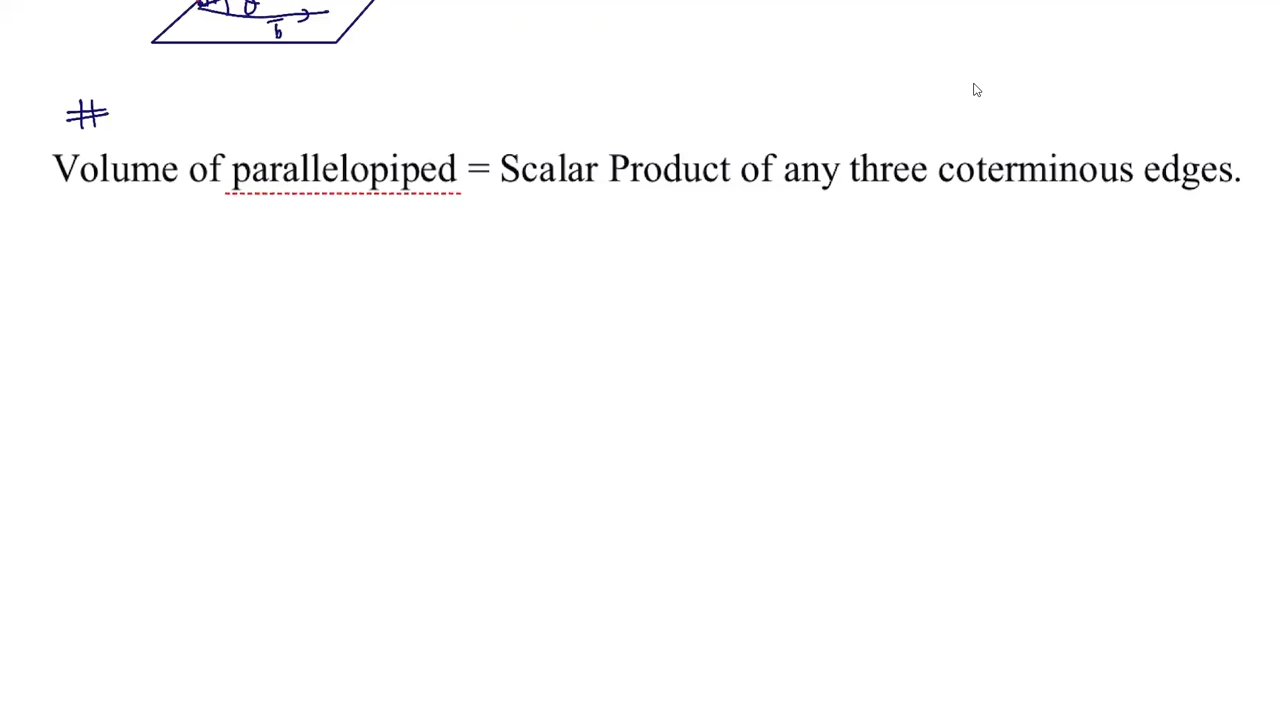 θ
b̄
#
Volume of parallelopiped = Scalar Product of any three coterminous edges.